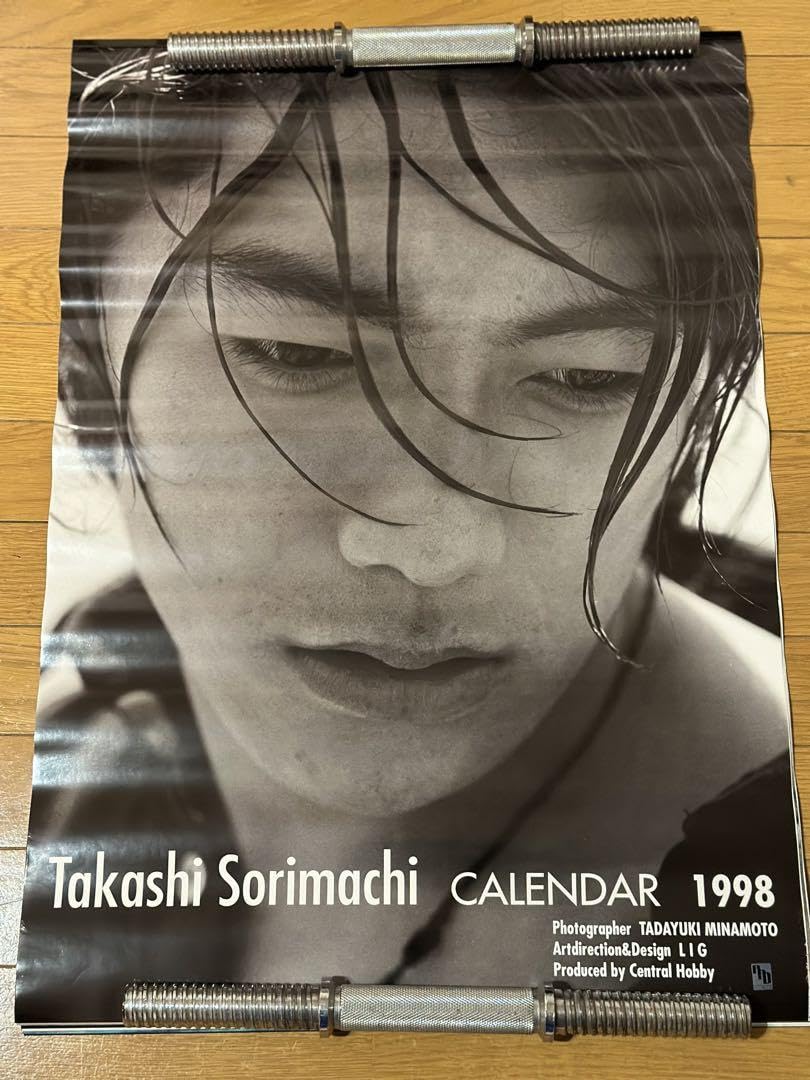 Takashi Sorimachi CALENDAR 1998
Photographer TADAYUKI MINAMOTO
Artdirection&Design L I G
Produced by Central Hobby